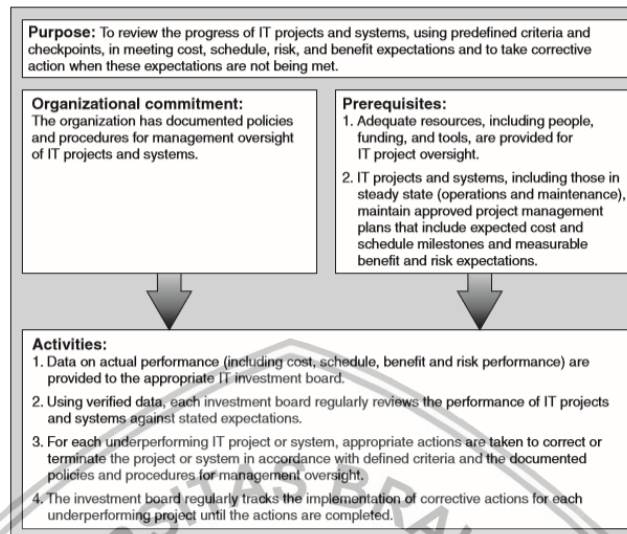 Purpose: To review the progress of IT projects and systems, using predefined criteria and
checkpoints, in meeting cost, schedule, risk, and benefit expectations and to take corrective
action when these expectations are not being met.
Organizational commitment:
The organization has documented policies
and procedures for management oversight
of IT projects and systems.
Prerequisites:
1. Adequate resources, including people,
funding, and tools, are provided for
IT project oversight.
2. IT projects and systems, including those in
steady state (operations and maintenance),
maintain approved project management
plans that include expected cost and
schedule milestones and measurable
benefit and risk expectations.
Activities:
1. Data on actual performance (including cost, schedule, benefit and risk performance) are
provided to the appropriate IT investment board.
2. Using verified data, each investment board regularly reviews the performance of IT projects
and systems against stated expectations.
3. For each underperforming IT project or system, appropriate actions are taken to correct or
terminate the project or system in accordance with defined criteria and the documented
policies and procedures for management oversight.
4. The investment board regularly tracks the implementation of corrective actions for each
underperforming project until the actions are completed.